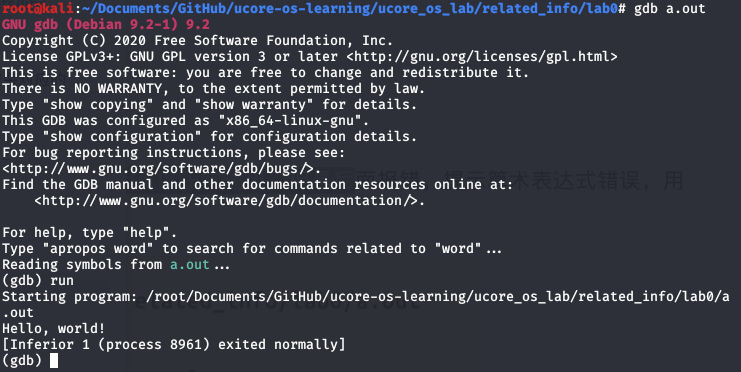 root@kali:~/Documents/GitHub/ucore-os-learning/ucore_os_lab/related_info/lab0# gdb a.out
GNU gdb (Debian 9.2-1) 9.2
Copyright (C) 2020 Free Software Foundation, Inc.
License GPLv3+: GNU GPL version 3 or later <http://gnu.org/licenses/gpl.html>
This is free software: you are free to change and redistribute it.
There is NO WARRANTY, to the extent permitted by law.
Type "show copying" and "show warranty" for details.
This GDB was configured as "x86_64-linux-gnu".
Type "show configuration" for configuration details.
For bug reporting instructions, please see:
<http://www.gnu.org/software/gdb/bugs/>.
Find the GDB manual and other documentation resources online at:
    <http://www.gnu.org/software/gdb/documentation/>.
For help, type "help".
Type "apropos word" to search for commands related to "word"...
Reading symbols from a.out...
(gdb) run
Starting program: /root/Documents/GitHub/ucore-os-learning/ucore_os_lab/related_info/lab0/a
.out
Hello, world!
[Inferior 1 (process 8961) exited normally]
(gdb)